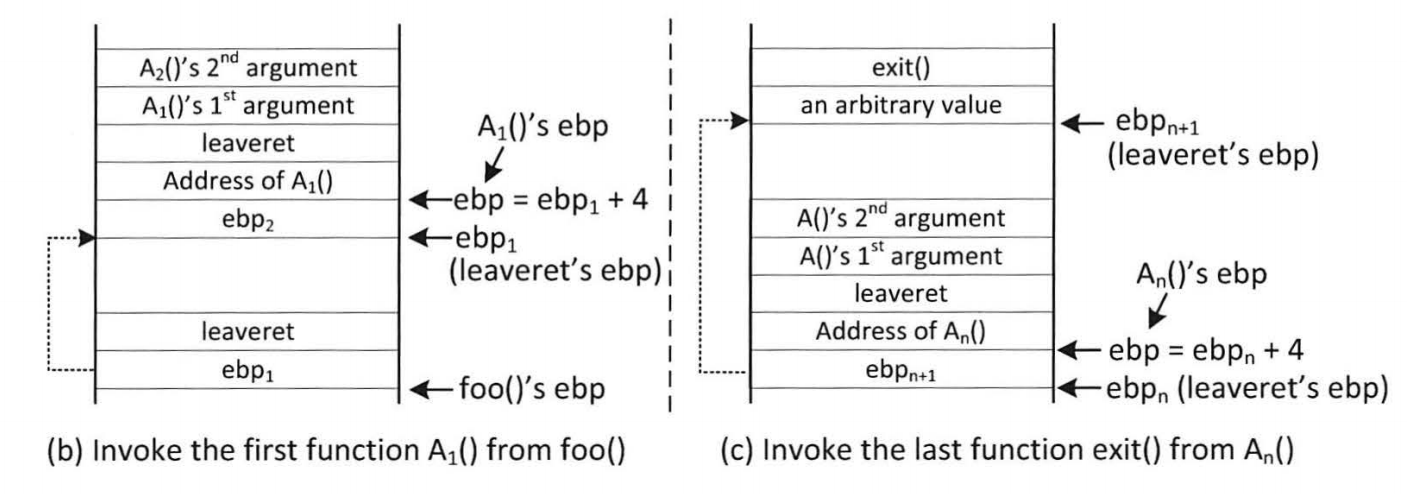 A₂()'s 2ⁿᵈ argument
A₁()'s 1ˢᵗ argument
leaveret
Address of A₁()
ebp₂
leaveret
ebp₁
A₁()'s ebp
ebp = ebp₁ + 4
ebp₁
(leaveret's ebp)
foo()'s ebp
(b) Invoke the first function A₁() from foo()
exit()
an arbitrary value
A()'s 2ⁿᵈ argument
A()'s 1ˢᵗ argument
leaveret
Address of Aₙ()
ebpₙ₊₁
ebpₙ₊₁
(leaveret's ebp)
Aₙ()'s ebp
ebp = ebpₙ + 4
ebpₙ (leaveret's ebp)
(c) Invoke the last function exit() from Aₙ()